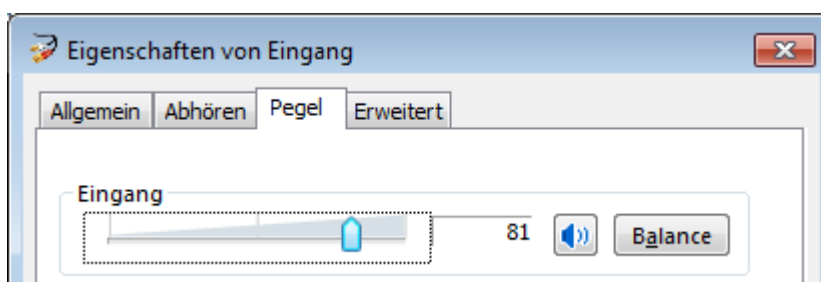 Eigenschaften von Eingang
Allgemein Abhören Pegel Erweitert
Eingang
81 Balance